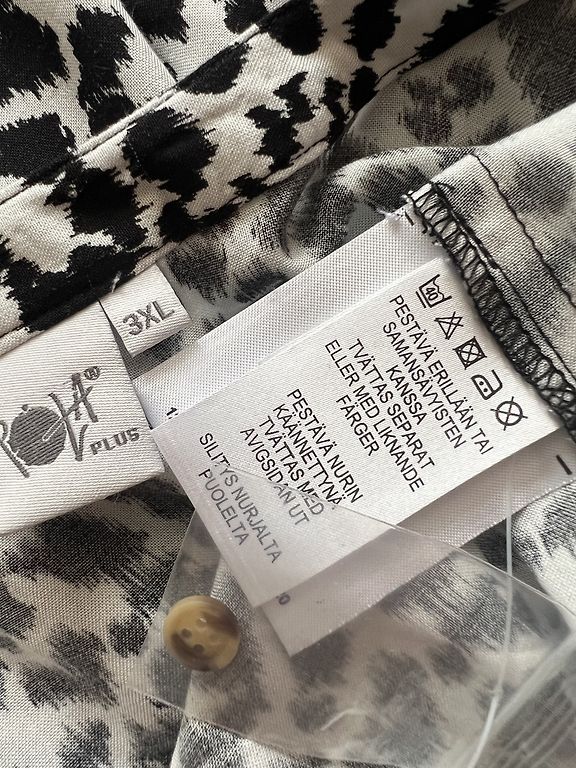 3XL
PLUS
40
PESTÄVÄ ERILLÄÄN TAI
SAMANSÄVYISTEN
KANSSA
TVÄTTAS SEPARAT
ELLER MED LIKNANDE
FÄRGER
PESTÄVÄ NURIN
KÄÄNNETTYNÄ
TVÄTTAS MED
AVIGSIDAN UT
SILITYS NURJALTA
PUOLELTA